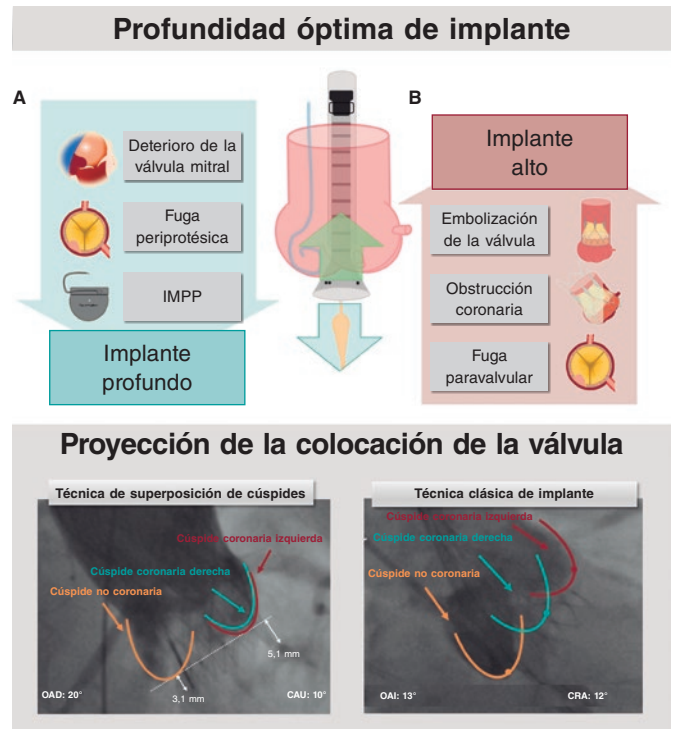 Profundidad óptima de implante
A
Deterioro de la
válvula mitral
Fuga
periprotésica
IMPP
Implante
profundo
B
Implante
alto
Embolización
de la válvula
Obstrucción
coronaria
Fuga
paravalvular
Proyección de la colocación de la válvula
Técnica de superposición de cúspides
Cúspide coronaria izquierda
Cúspide coronaria derecha
Cúspide no coronaria
5,1 mm
3,1 mm
OAD: 20°
CAU: 10°
Técnica clásica de implante
Cúspide coronaria izquierda
Cúspide coronaria derecha
Cúspide no coronaria
OAI: 13°
CRA: 12°